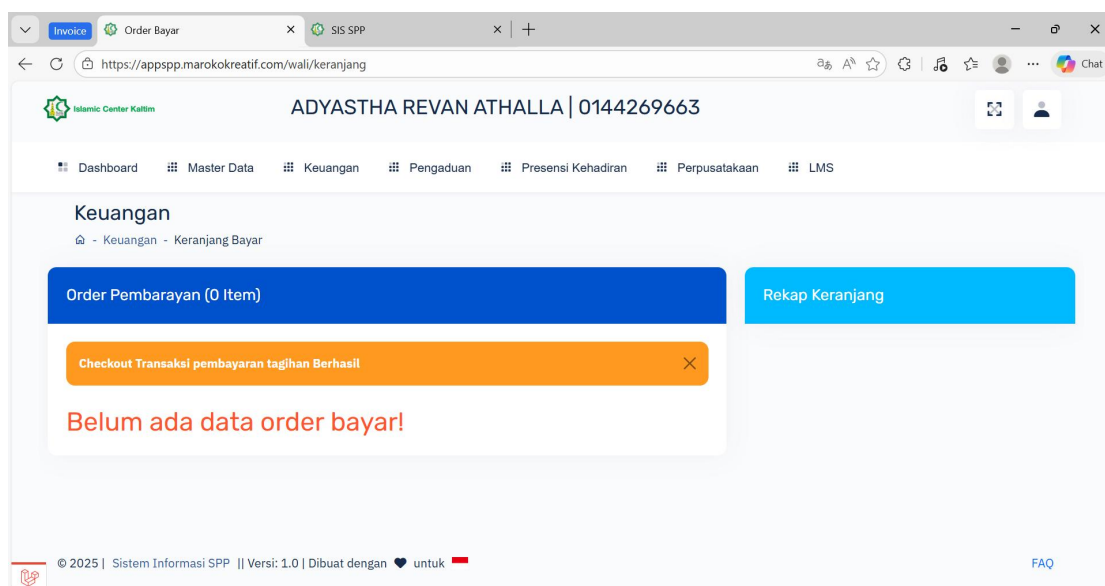 Invoice
Order Bayar
SIS SPP
https://appspp.marokokreatif.com/wali/keranjang
Chat
Islamic Center Kaltim
ADYASTHA REVAN ATHALLA | 0144269663
Dashboard Master Data Keuangan Pengaduan Presensi Kehadiran Perpusatakaan LMS
Keuangan
- Keuangan - Keranjang Bayar
Order Pembarayan (0 Item)
Rekap Keranjang
Checkout Transaksi pembayaran tagihan Berhasil
Belum ada data order bayar!
© 2025 | Sistem Informasi SPP || Versi: 1.0 | Dibuat dengan ♥ untuk
FAQ